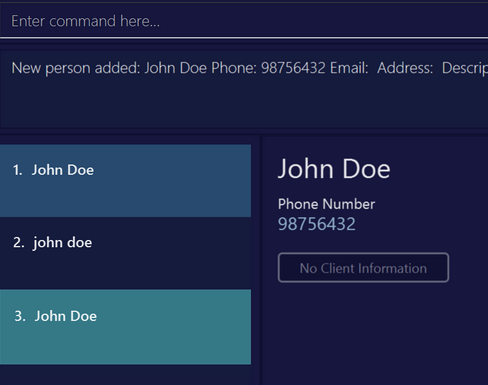 Enter command here...
New person added: John Doe Phone: 98756432 Email:  Address:  Descrip
1.  John Doe
2.  john doe
3.  John Doe
John Doe
Phone Number
98756432
No Client Information